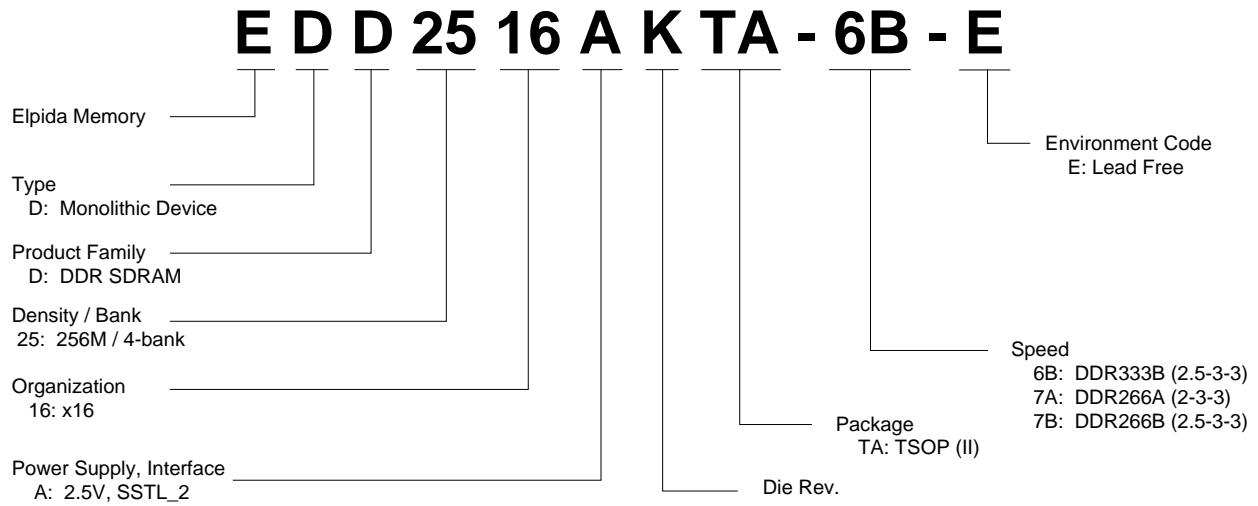 E D D 25 16 A K TA - 6B - E
Elpida Memory
Type
D: Monolithic Device
Product Family
D: DDR SDRAM
Density / Bank
25: 256M / 4-bank
Organization
16: x16
Power Supply, Interface
A: 2.5V, SSTL_2
Environment Code
E: Lead Free
Speed
6B: DDR333B (2.5-3-3)
7A: DDR266A (2-3-3)
7B: DDR266B (2.5-3-3)
Package
TA: TSOP (II)
Die Rev.